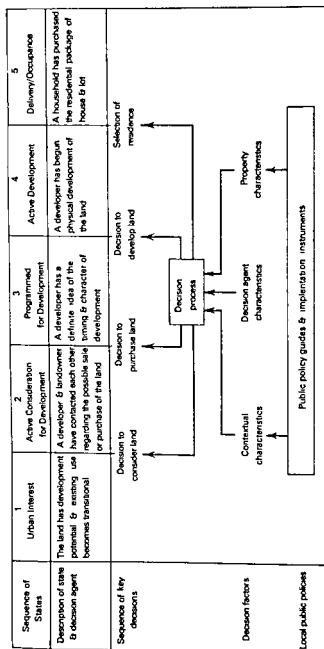 Sequence of
States
1
Urban Interest
2
Active Consideration
for Development
3
Programmed
for Development
4
Active Development
5
Delivery/Occupance
Description of state
& decision agent
The land has development
potential & existing use
becomes transitional
A developer & landowner
have contacted each other
regarding the possible sale
or purchase of the land
A developer has a
definite idea of the
timing & character of
development
A developer has begun
physical development of
the land
A household has purchased
the residential package of
house & lot
Sequence of key
decisions
Decision to
consider land
Decision to
purchase land
Decision to
develop land
Selection of
residence
Decision
process
Decision factors
Contextual
characteristics
Decision agent
characteristics
Property
characteristics
Local public policies
Public policy guides & implentation instruments